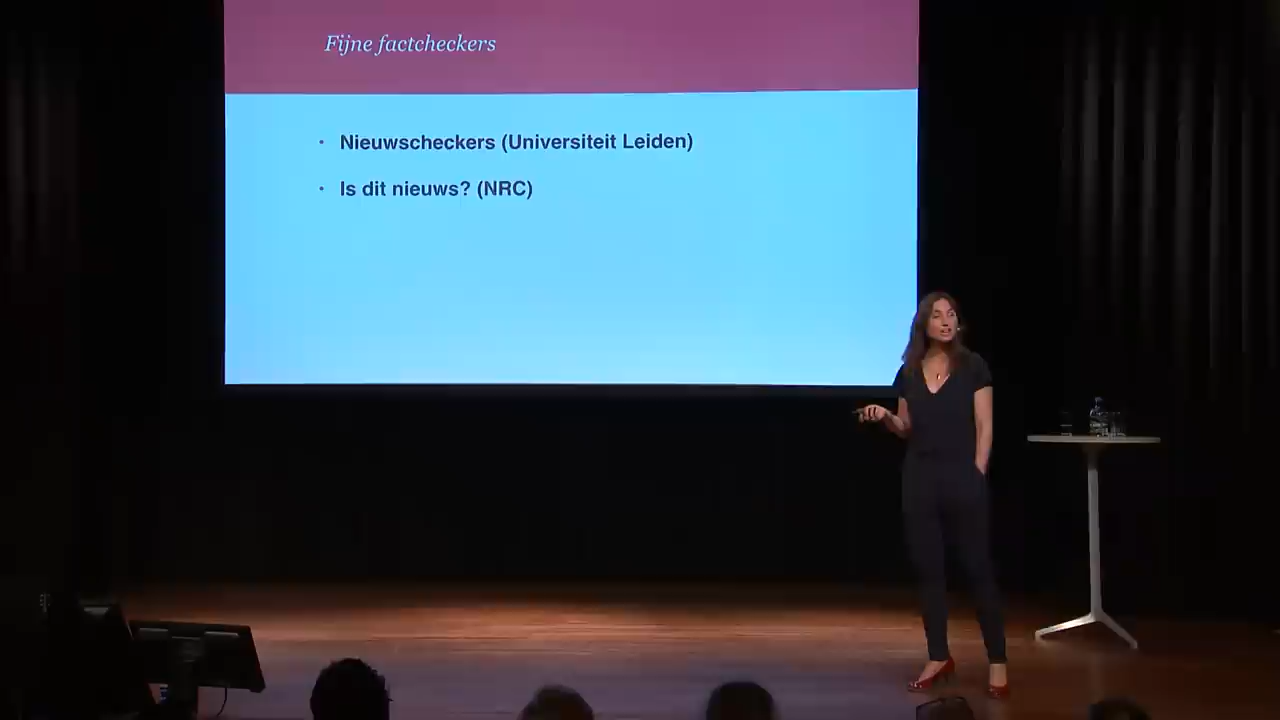 Fijne factcheckers
• Nieuwscheckers (Universiteit Leiden)
• Is dit nieuws? (NRC)